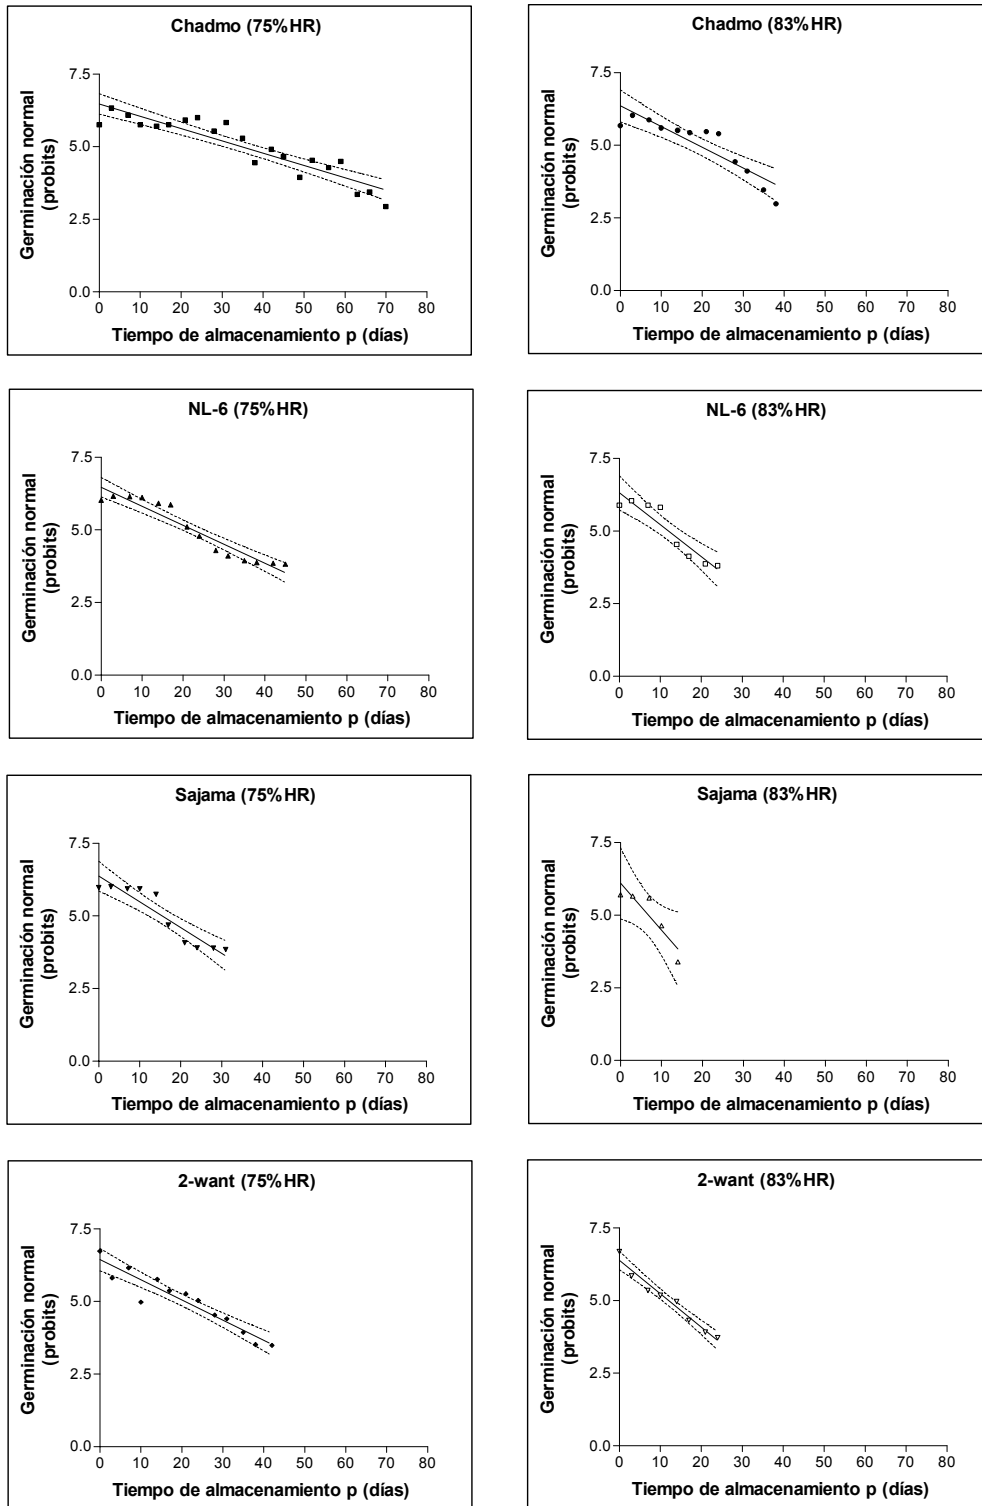 Chadmo (75%HR)
Germinación normal
(probits)
7.5
5.0
2.5
0.0
0 10 20 30 40 50 60 70 80
Tiempo de almacenamiento p (días)
Chadmo (83%HR)
Germinación normal
(probits)
7.5
5.0
2.5
0.0
0 10 20 30 40 50 60 70 80
Tiempo de almacenamiento p (días)
NL-6 (75%HR)
Germinación normal
(probits)
7.5
5.0
2.5
0.0
0 10 20 30 40 50 60 70 80
Tiempo de almacenamiento p (días)
NL-6 (83%HR)
Germinación normal
(probits)
7.5
5.0
2.5
0.0
0 10 20 30 40 50 60 70 80
Tiempo de almacenamiento p (días)
Sajama (75%HR)
Germinación normal
(probits)
7.5
5.0
2.5
0.0
0 10 20 30 40 50 60 70 80
Tiempo de almacenamiento p (días)
Sajama (83%HR)
Germinación normal
(probits)
7.5
5.0
2.5
0.0
0 10 20 30 40 50 60 70 80
Tiempo de almacenamiento p (días)
2-want (75%HR)
Germinación normal
(probits)
7.5
5.0
2.5
0.0
0 10 20 30 40 50 60 70 80
Tiempo de almacenamiento p (días)
2-want (83%HR)
Germinación normal
(probits)
7.5
5.0
2.5
0.0
0 10 20 30 40 50 60 70 80
Tiempo de almacenamiento p (días)